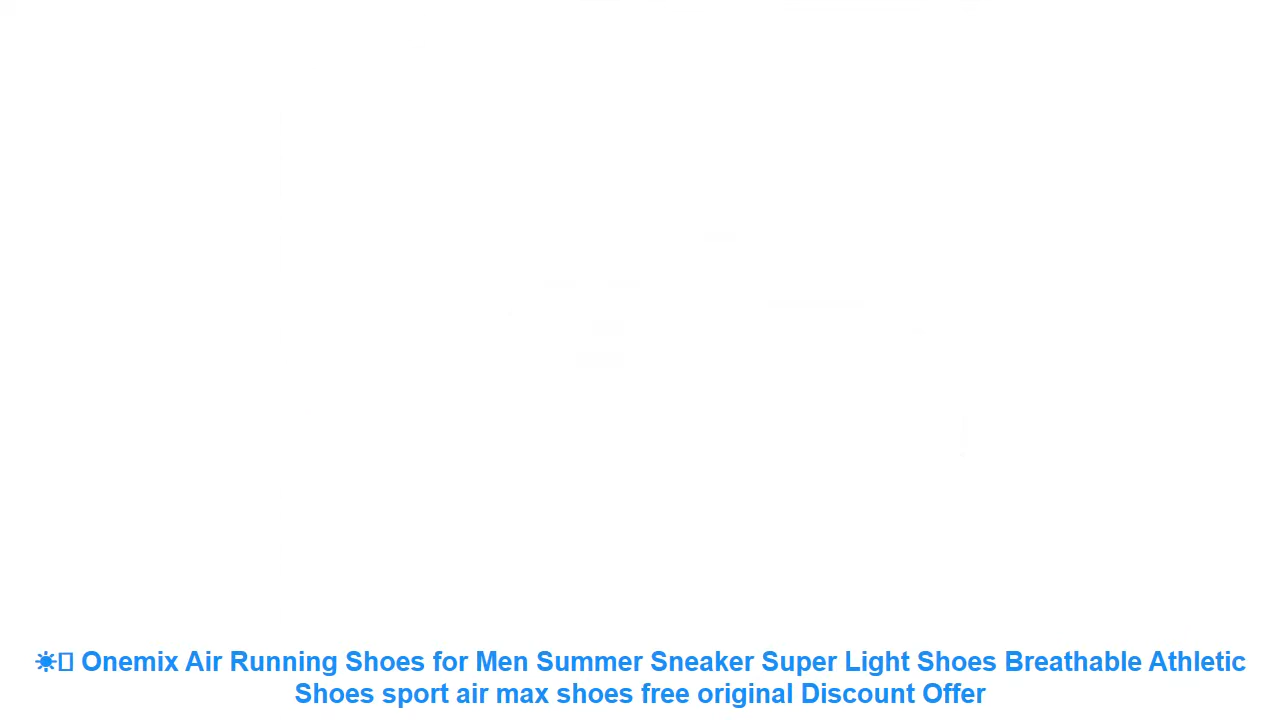 ☀️ Onemix Air Running Shoes for Men Summer Sneaker Super Light Shoes Breathable Athletic
Shoes sport air max shoes free original Discount Offer